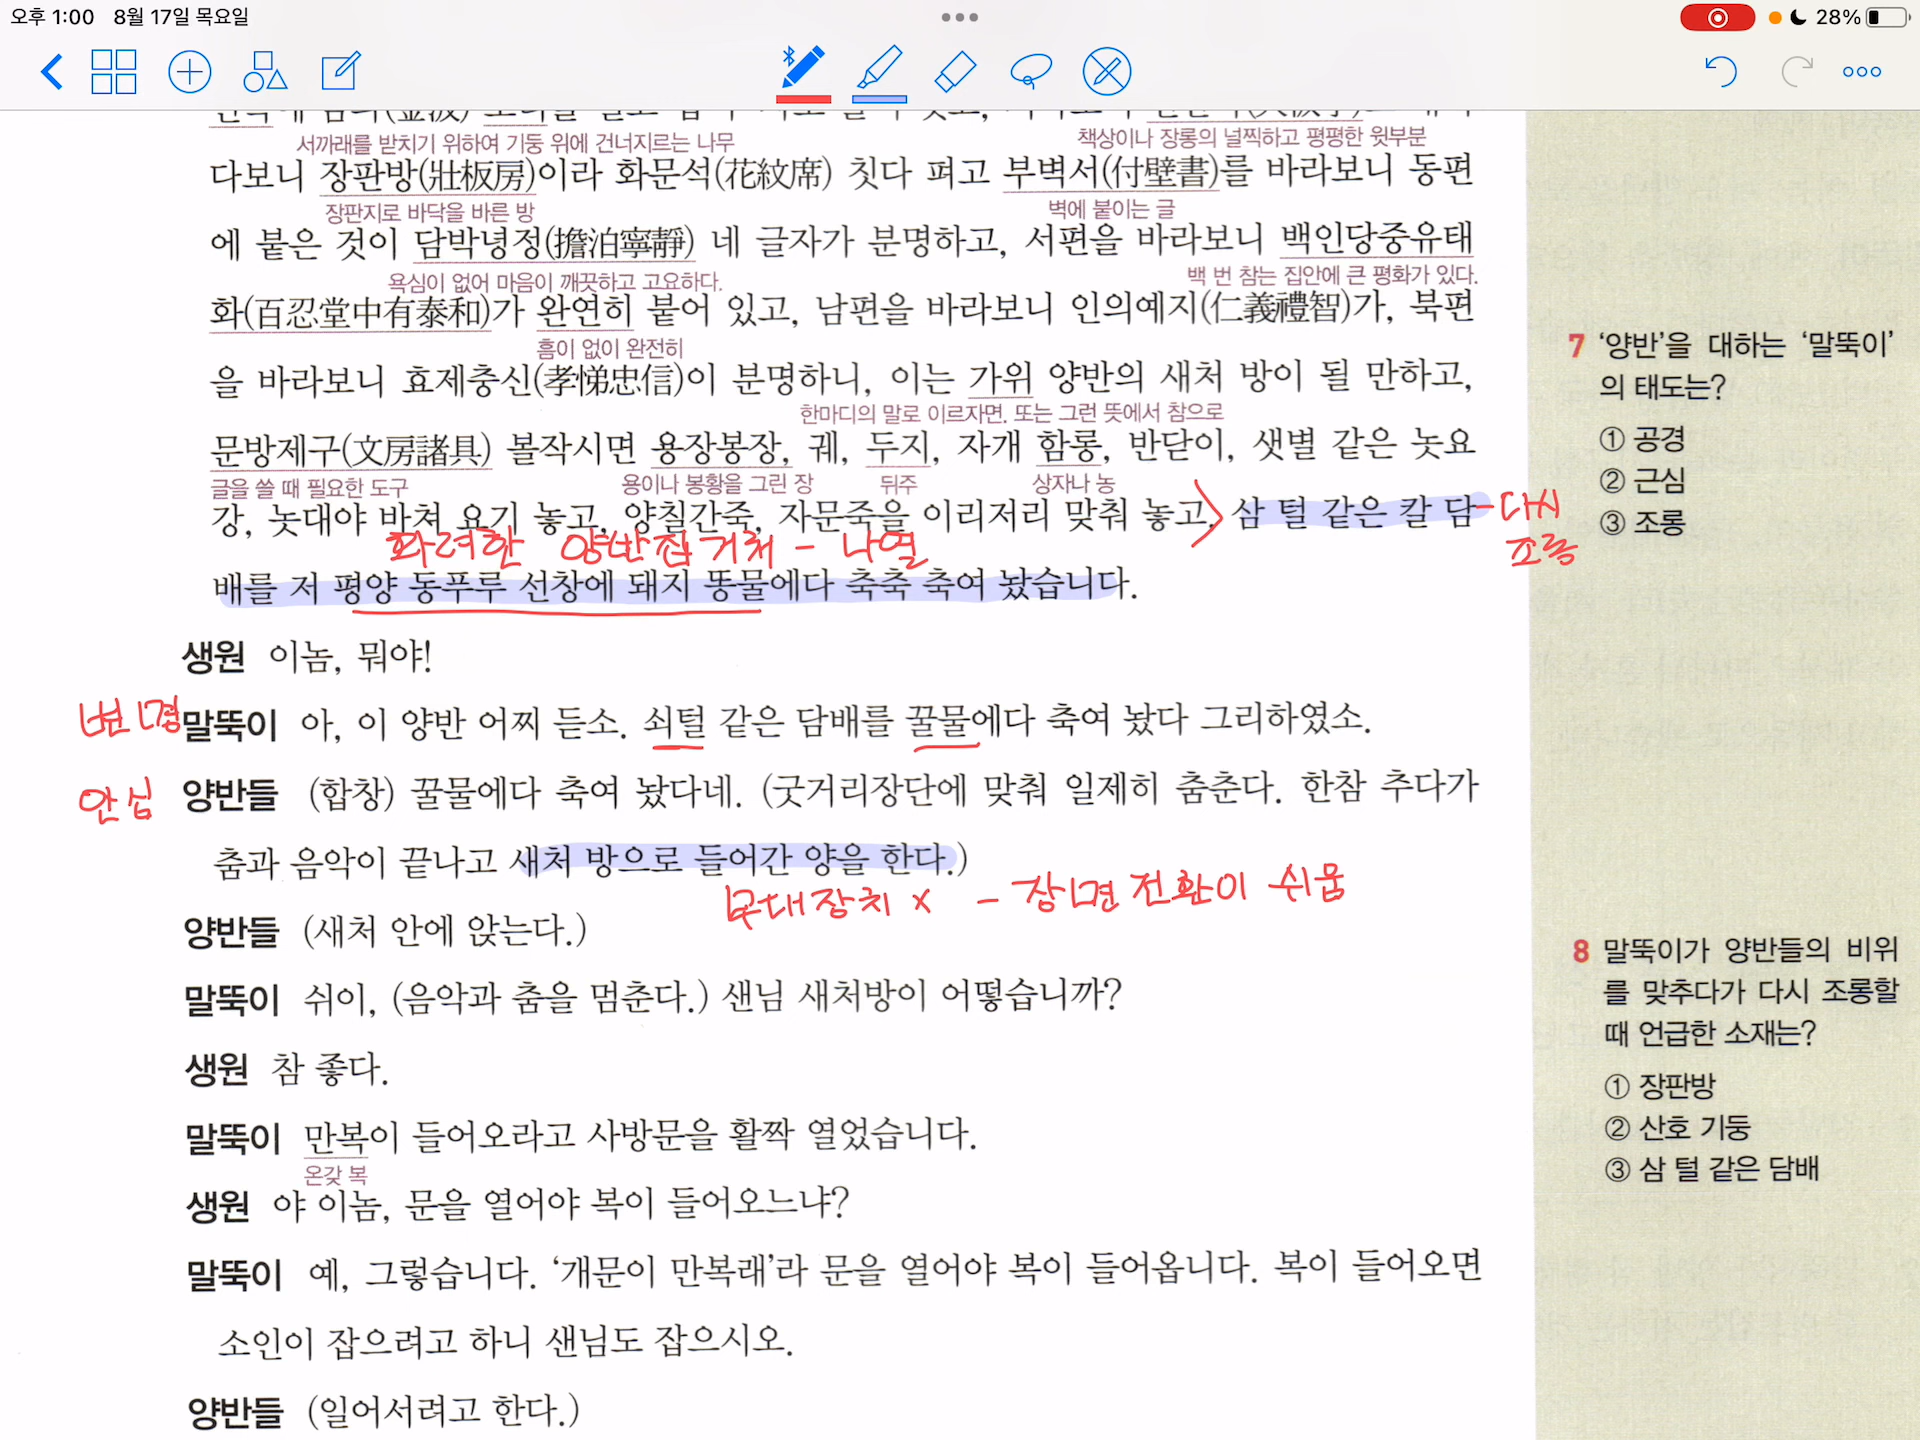 오후 1:00 8월 17일 목요일
28%
서까래를 받치기 위하여 기둥 위에 건너지르는 나무 책상이나 장롱의 널찍하고 평평한 윗부분
다보니 장판방(壯板房)이라 화문석(花紋席) 칫다 펴고 부벽서(付壁書)를 바라보니 동편
장판지로 바닥을 바른 방 벽에 붙이는 글
에 붙은 것이 담박녕정(擔泊寧靜) 네 글자가 분명하고, 서편을 바라보니 백인당중유태
욕심이 없어 마음이 깨끗하고 고요하다. 백 번 참는 집안에 큰 평화가 있다.
화(百忍堂中有泰和)가 완연히 붙어 있고, 남편을 바라보니 인의예지(仁義禮智)가, 북편
흠이 없이 완전히
을 바라보니 효제충신(孝悌忠信)이 분명하니, 이는 가위 양반의 새처 방이 될 만하고,
한마디의 말로 이르자면. 또는 그런 뜻에서 참으로
문방제구(文房諸具) 볼작시면 용장봉장, 궤, 두지, 자개 함롱, 반닫이, 샛별 같은 놋요
글을 쓸 때 필요한 도구 용이나 봉황을 그린 장 뒤주 상자나 농
강, 놋대야 바쳐 요기 놓고, 양칠간죽, 자문죽을 이리저리 맞춰 놓고, 삼 털 같은 칼 담
- 다시 조롱
화려한 양반집 거처 - 나열
배를 저 평양 동푸루 선창에 돼지 똥물에다 축축 축여 놨습니다.
생원 이놈, 뭐야!
변명
말뚝이 아, 이 양반 어찌 듣소. 쇠털 같은 담배를 꿀물에다 축여 놨다 그리하였소.
안심
양반들 (합창) 꿀물에다 축여 놨다네. (굿거리장단에 맞춰 일제히 춤춘다. 한참 추다가
춤과 음악이 끝나고 새처 방으로 들어간 양을 한다.)
무대장치 x - 장면 전환이 쉬움
양반들 (새처 안에 앉는다.)
말뚝이 쉬이, (음악과 춤을 멈춘다.) 샌님 새처방이 어떻습니까?
생원 참 좋다.
말뚝이 만복이 들어오라고 사방문을 활짝 열었습니다.
온갖 복
생원 야 이놈, 문을 열어야 복이 들어오느냐?
말뚝이 예, 그렇습니다. ‘개문이 만복래’라 문을 열어야 복이 들어옵니다. 복이 들어오면
소인이 잡으려고 하니 샌님도 잡으시오.
양반들 (일어서려고 한다.)
7 ‘양반’을 대하는 ‘말뚝이’
의 태도는?
① 공경
② 근심
③ 조롱
8 말뚝이가 양반들의 비위
를 맞추다가 다시 조롱할
때 언급한 소재는?
① 장판방
② 산호 기둥
③ 삼 털 같은 담배